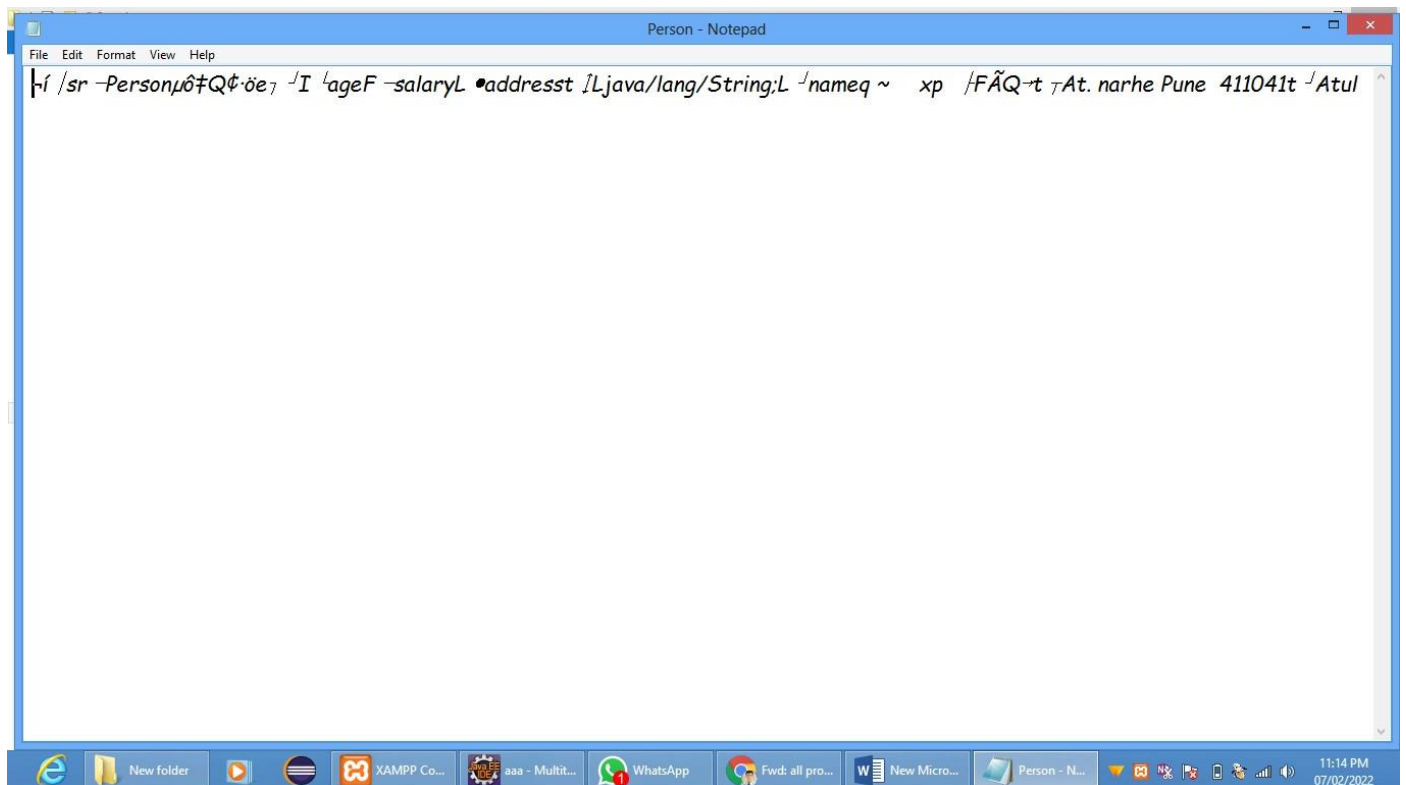 Person - Notepad
File Edit Format View Help
├í /sr ─Personµô‡Q¢·öe┐ ┘I └ageF ─salaryL •addresst ⌠Ljava/lang/String;L ┘nameq ~ xp /FÃQ→t ┬At. narhe Pune 411041t ┘Atul
New folder
XAMPP Co...
aaa - Multit...
1
WhatsApp
Fwd: all pro...
New Micro...
Person - N...
11:14 PM
07/02/2022